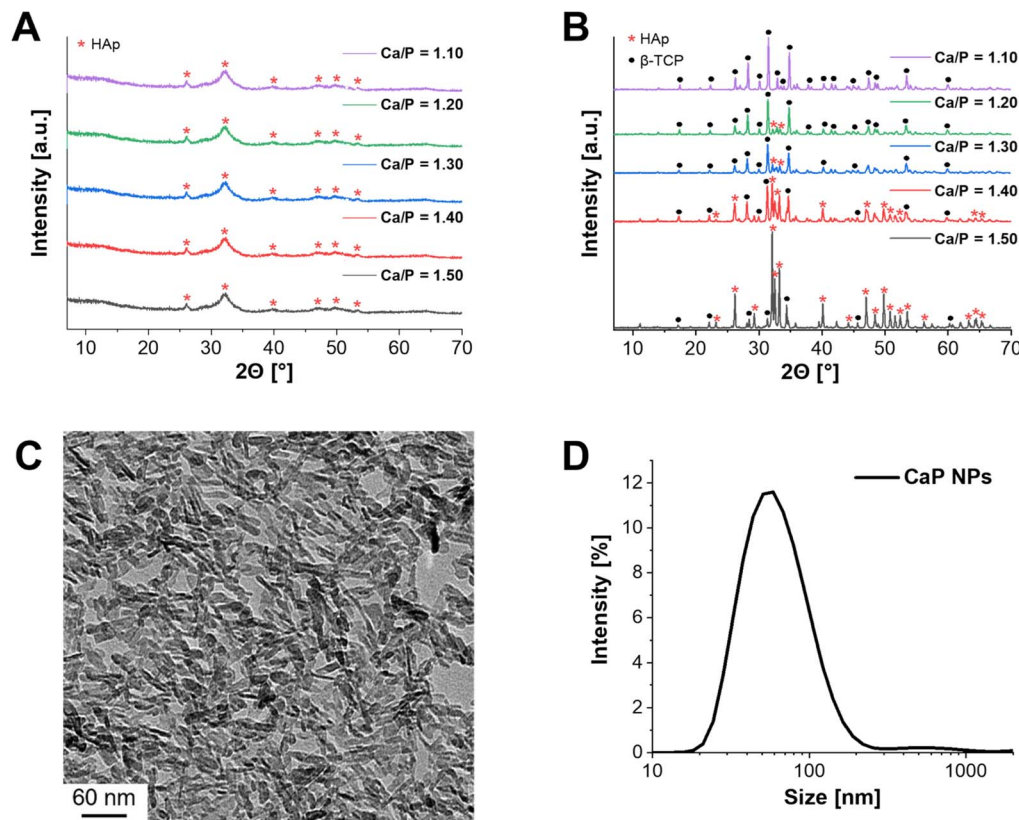 A
* HAp
Ca/P = 1.10
Ca/P = 1.20
Ca/P = 1.30
Ca/P = 1.40
Ca/P = 1.50
Intensity [a.u.]
10 20 30 40 50 60 70
2Θ [°]
B
* HAp
• β-TCP
Ca/P = 1.10
Ca/P = 1.20
Ca/P = 1.30
Ca/P = 1.40
Ca/P = 1.50
Intensity [a.u.]
10 20 30 40 50 60 70
2Θ [°]
C
60 nm
D
CaP NPs
Intensity [%]
12
10
8
6
4
2
0
10 100 1000
Size [nm]